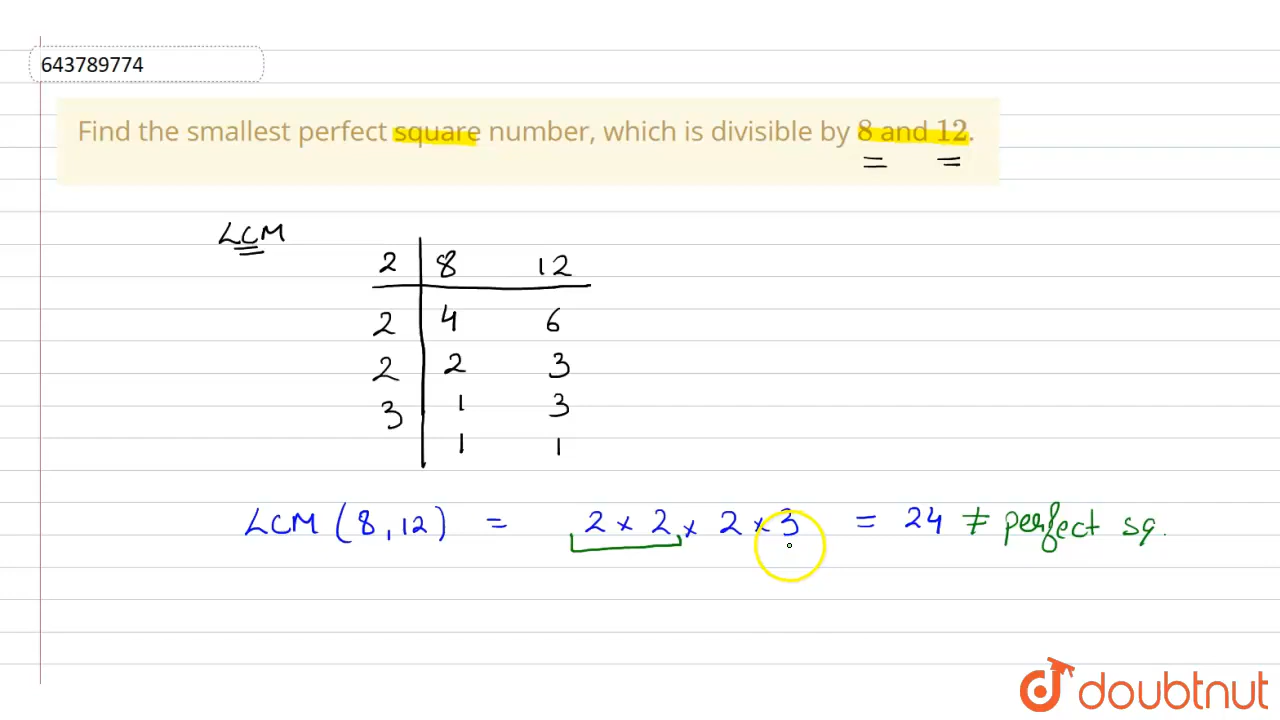 643789774
Find the smallest perfect square number, which is divisible by 8 and 12.
LCM
2 8 12
2 4 6
2 2 3
3 1 3
1 1
LCM (8, 12) = 2 × 2 × 2 × 3 = 24 ≠ perfect sq.
doubtnut